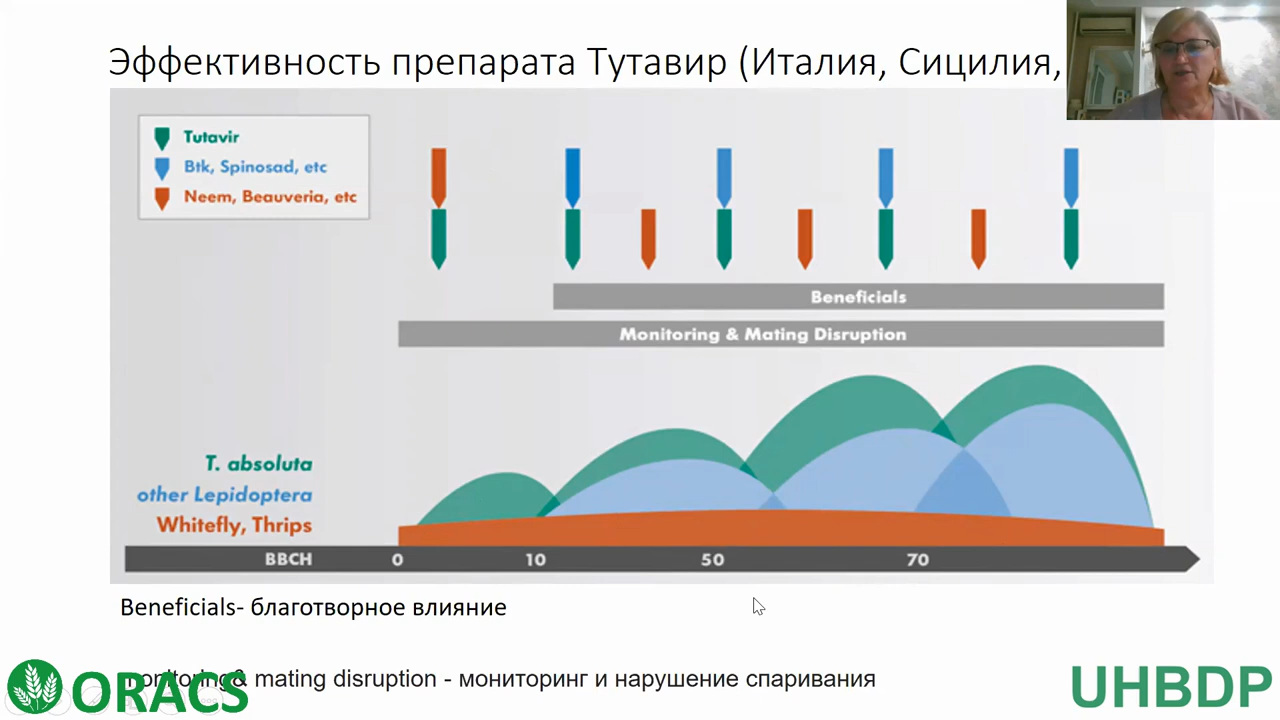 Эффективность препарата Тутавир (Италия, Сицилия,
Tutavir
Btk, Spinosad, etc
Neem, Beauveria, etc
Beneficials
Monitoring & Mating Disruption
T. absoluta
other Lepidoptera
Whitefly, Thrips
BBCH 0 10 50 70
Beneficials- благотворное влияние
mating disruption - мониторинг и нарушение спаривания
ORACS
UHBDP